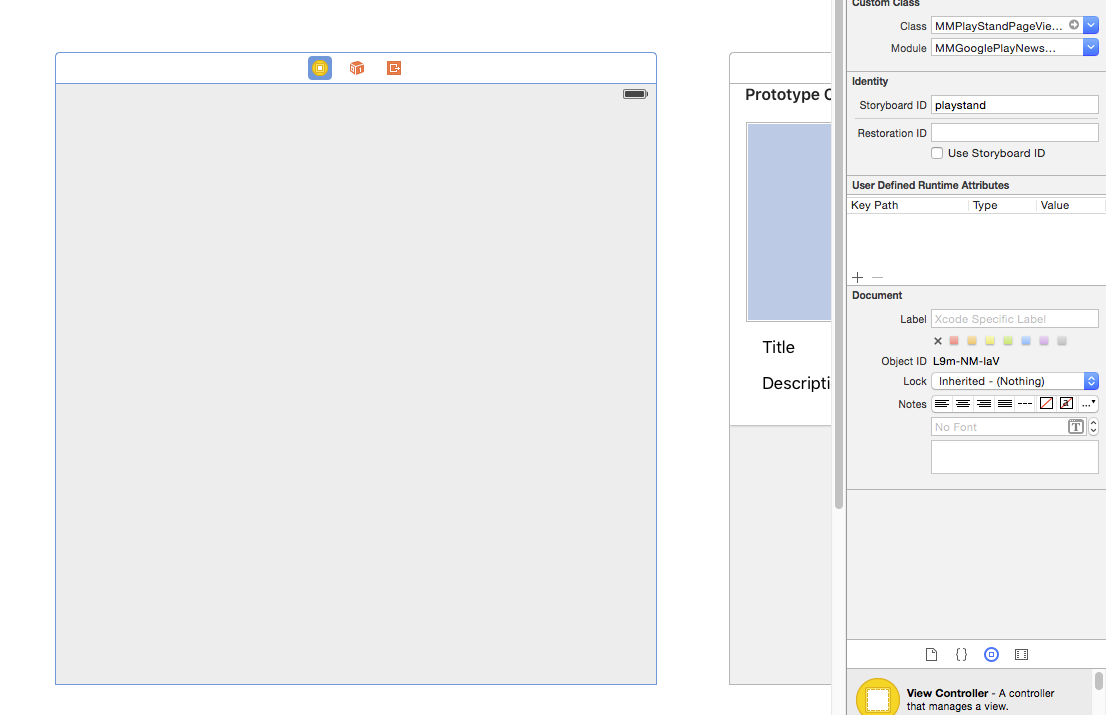 Custom Class
Class MMPlayStandPageVie...
Module MMGooglePlayNews...
Identity
Storyboard ID playstand
Restoration ID
Use Storyboard ID
User Defined Runtime Attributes
Key Path Type Value
Document
Label Xcode Specific Label
Object ID L9m-NM-IaV
Lock Inherited - (Nothing)
Notes
No Font
View Controller - A controller
that manages a view.
Prototype C
Title
Descripti